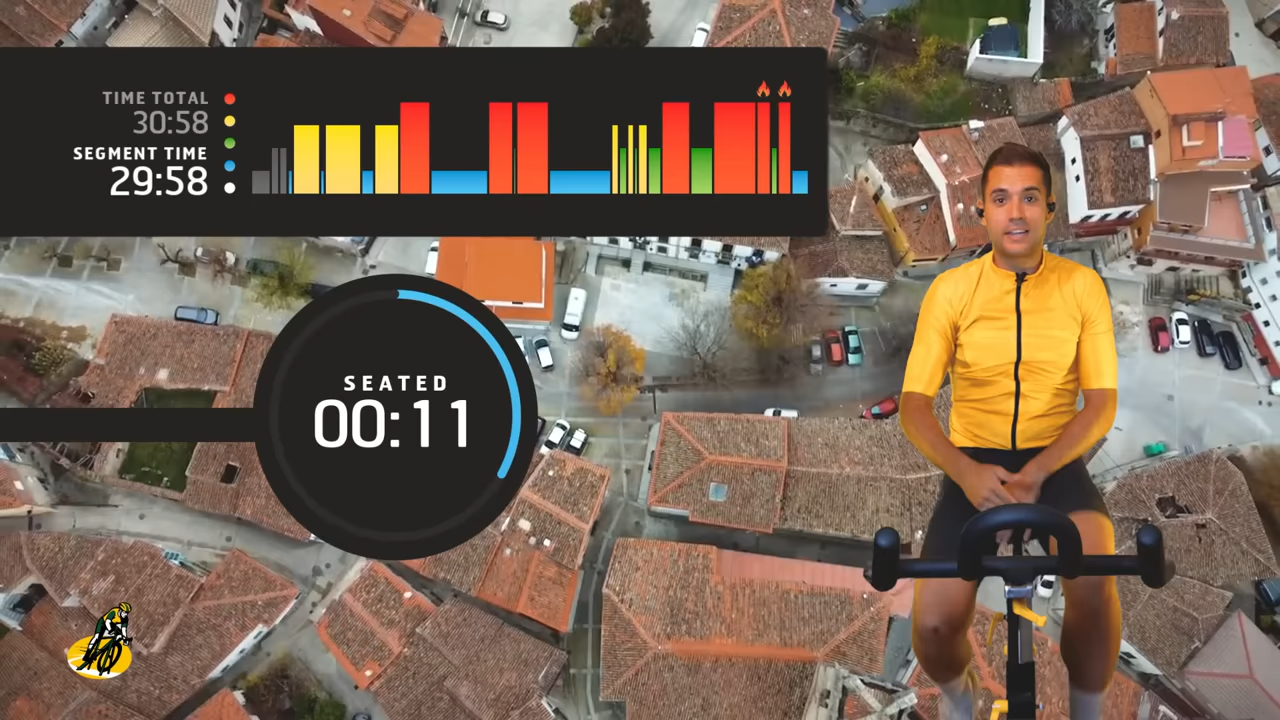 TIME TOTAL
30:58
SEGMENT TIME
29:58
SEATED
00:11